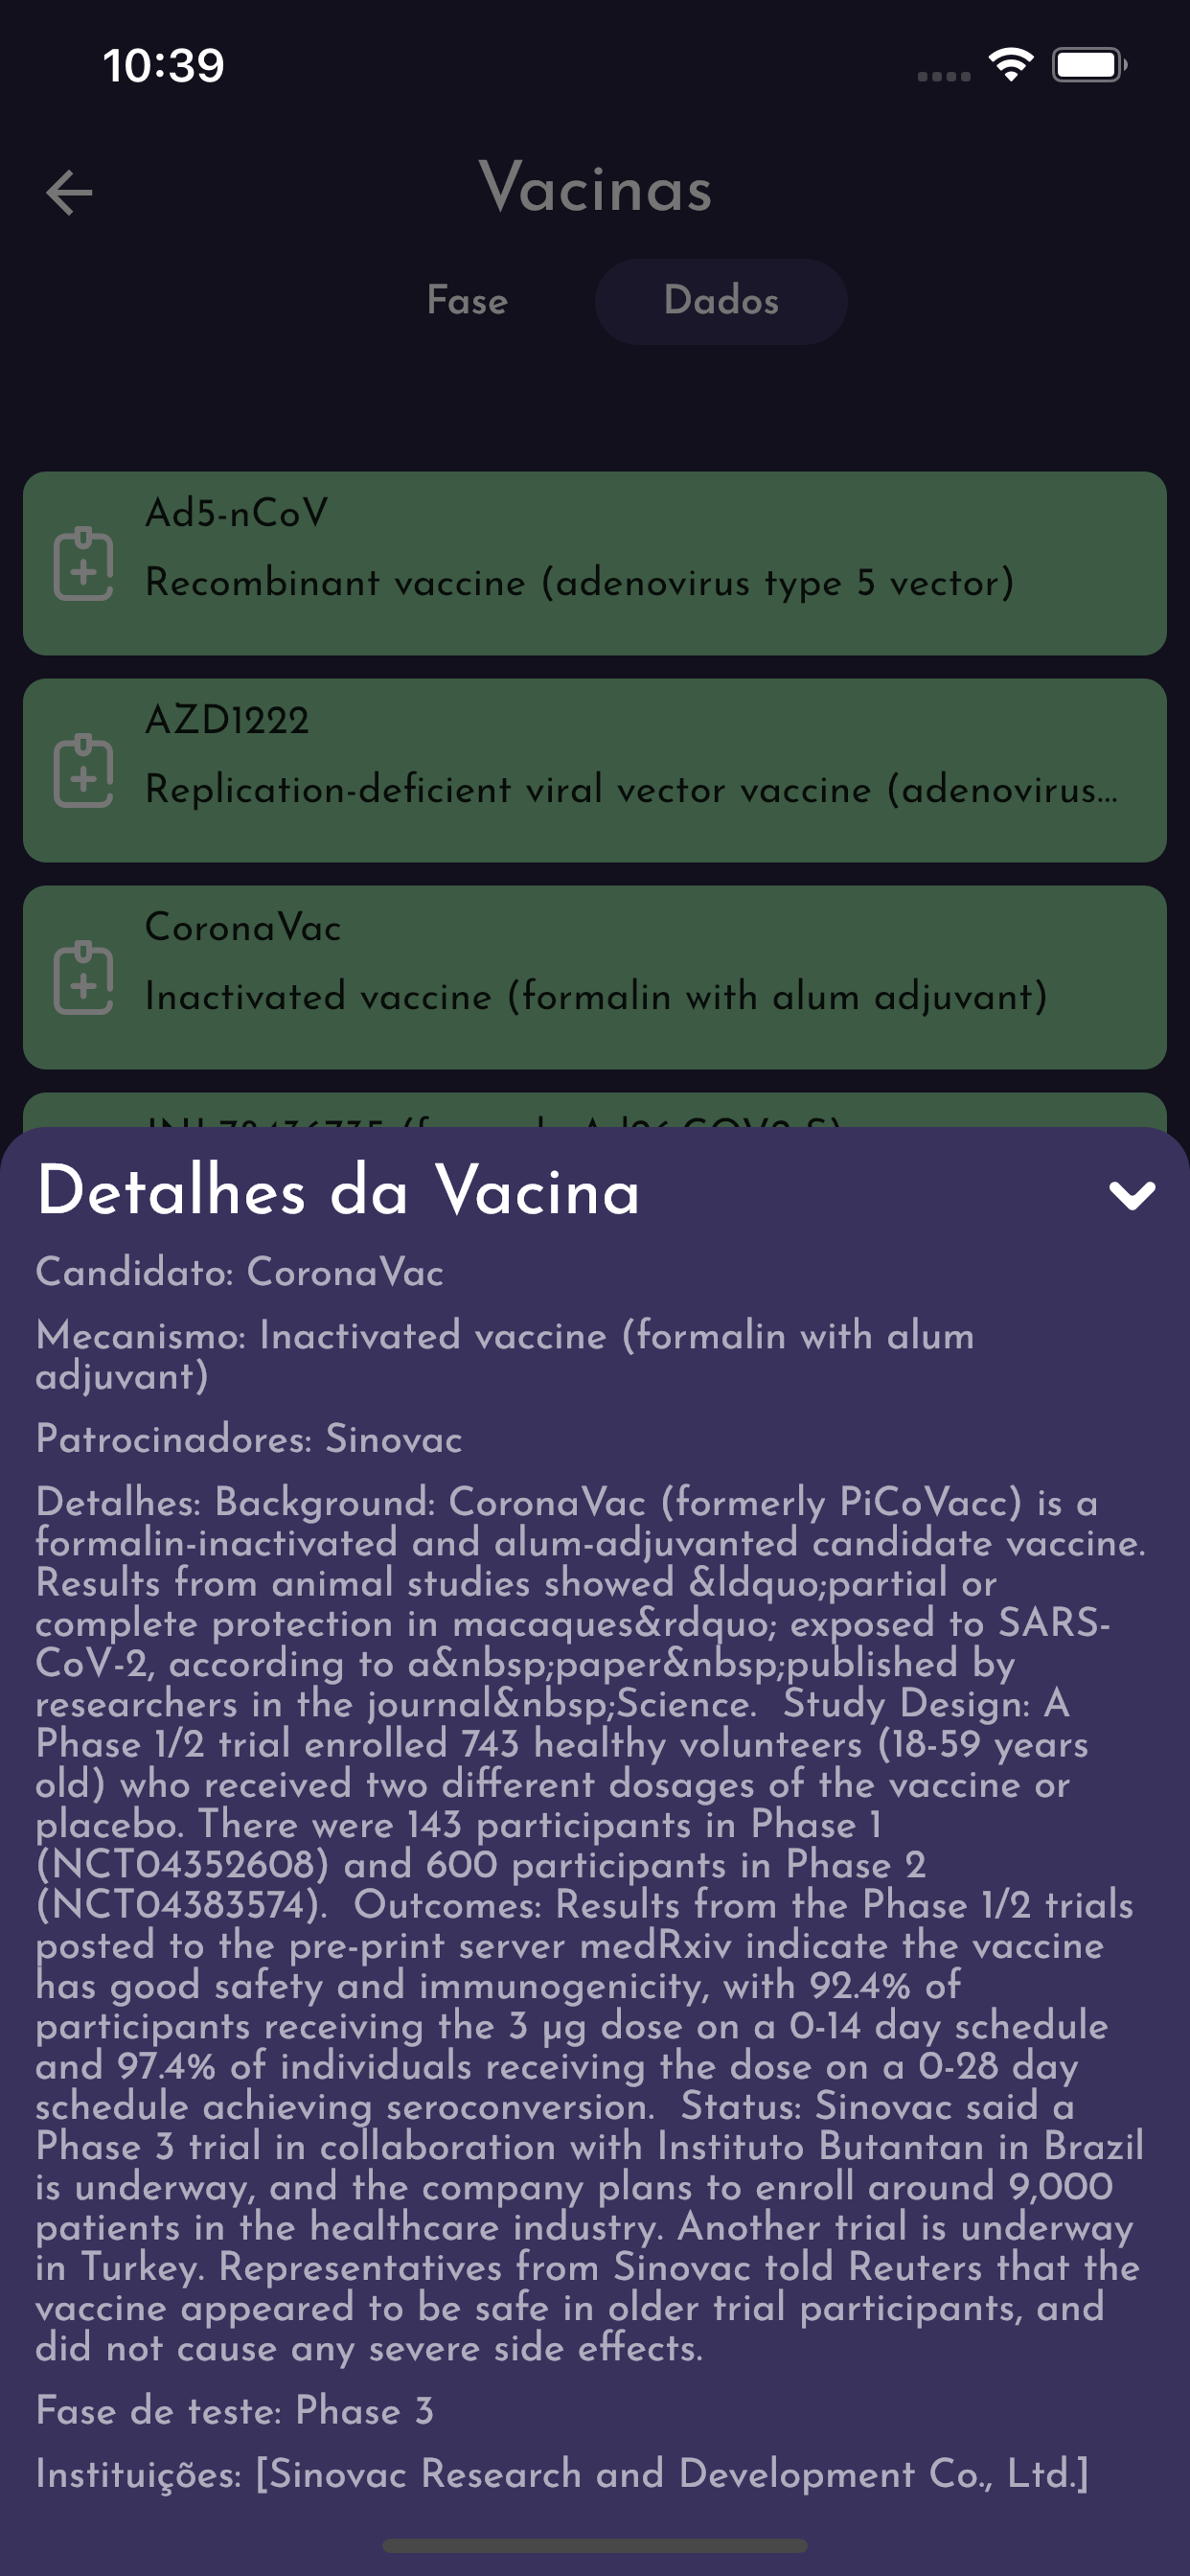 10:39
Vacinas
Fase
Dados
Ad5-nCoV
Recombinant vaccine (adenovirus type 5 vector)
AZD1222
Replication-deficient viral vector vaccine (adenovirus...
CoronaVac
Inactivated vaccine (formalin with alum adjuvant)
Detalhes da Vacina
Candidato: CoronaVac
Mecanismo: Inactivated vaccine (formalin with alum
adjuvant)
Patrocinadores: Sinovac
Detalhes: Background: CoronaVac (formerly PiCoVacc) is a
formalin-inactivated and alum-adjuvanted candidate vaccine.
Results from animal studies showed &ldquo;partial or
complete protection in macaques&rdquo; exposed to SARS-
CoV-2, according to a&nbsp;paper&nbsp;published by
researchers in the journal&nbsp;Science.  Study Design: A
Phase 1/2 trial enrolled 743 healthy volunteers (18-59 years
old) who received two different dosages of the vaccine or
placebo. There were 143 participants in Phase 1
(NCT04352608) and 600 participants in Phase 2
(NCT04383574).  Outcomes: Results from the Phase 1/2 trials
posted to the pre-print server medRxiv indicate the vaccine
has good safety and immunogenicity, with 92.4% of
participants receiving the 3 µg dose on a 0-14 day schedule
and 97.4% of individuals receiving the dose on a 0-28 day
schedule achieving seroconversion.  Status: Sinovac said a
Phase 3 trial in collaboration with Instituto Butantan in Brazil
is underway, and the company plans to enroll around 9,000
patients in the healthcare industry. Another trial is underway
in Turkey. Representatives from Sinovac told Reuters that the
vaccine appeared to be safe in older trial participants, and
did not cause any severe side effects.
Fase de teste: Phase 3
Instituições: [Sinovac Research and Development Co., Ltd.]